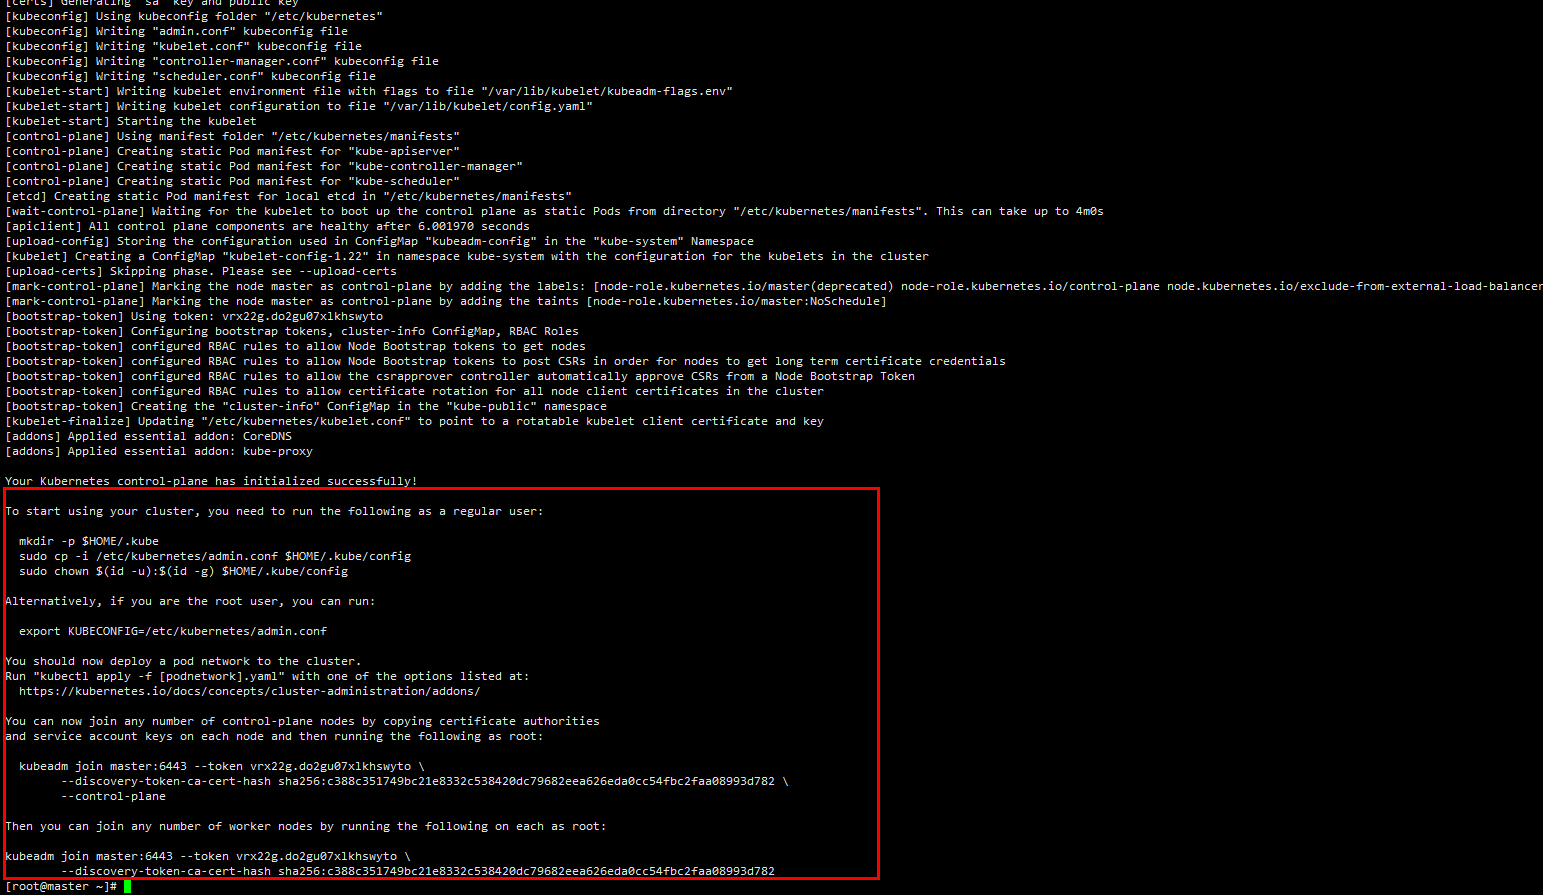 [certs] Generating "sa" key and public key
[kubeconfig] Using kubeconfig folder "/etc/kubernetes"
[kubeconfig] Writing "admin.conf" kubeconfig file
[kubeconfig] Writing "kubelet.conf" kubeconfig file
[kubeconfig] Writing "controller-manager.conf" kubeconfig file
[kubeconfig] Writing "scheduler.conf" kubeconfig file
[kubelet-start] Writing kubelet environment file with flags to file "/var/lib/kubelet/kubeadm-flags.env"
[kubelet-start] Writing kubelet configuration to file "/var/lib/kubelet/config.yaml"
[kubelet-start] Starting the kubelet
[control-plane] Using manifest folder "/etc/kubernetes/manifests"
[control-plane] Creating static Pod manifest for "kube-apiserver"
[control-plane] Creating static Pod manifest for "kube-controller-manager"
[control-plane] Creating static Pod manifest for "kube-scheduler"
[etcd] Creating static Pod manifest for local etcd in "/etc/kubernetes/manifests"
[wait-control-plane] Waiting for the kubelet to boot up the control plane as static Pods from directory "/etc/kubernetes/manifests". This can take up to 4m0s
[apiclient] All control plane components are healthy after 6.001970 seconds
[upload-config] Storing the configuration used in ConfigMap "kubeadm-config" in the "kube-system" Namespace
[kubelet] Creating a ConfigMap "kubelet-config-1.22" in namespace kube-system with the configuration for the kubelets in the cluster
[upload-certs] Skipping phase. Please see --upload-certs
[mark-control-plane] Marking the node master as control-plane by adding the labels: [node-role.kubernetes.io/master(deprecated) node-role.kubernetes.io/control-plane node.kubernetes.io/exclude-from-external-load-balancer
[mark-control-plane] Marking the node master as control-plane by adding the taints [node-role.kubernetes.io/master:NoSchedule]
[bootstrap-token] Using token: vrx22g.do2gu07xlkhswyto
[bootstrap-token] Configuring bootstrap tokens, cluster-info ConfigMap, RBAC Roles
[bootstrap-token] configured RBAC rules to allow Node Bootstrap tokens to get nodes
[bootstrap-token] configured RBAC rules to allow Node Bootstrap tokens to post CSRs in order for nodes to get long term certificate credentials
[bootstrap-token] configured RBAC rules to allow the csrapprover controller automatically approve CSRs from a Node Bootstrap Token
[bootstrap-token] configured RBAC rules to allow certificate rotation for all node client certificates in the cluster
[bootstrap-token] Creating the "cluster-info" ConfigMap in the "kube-public" namespace
[kubelet-finalize] Updating "/etc/kubernetes/kubelet.conf" to point to a rotatable kubelet client certificate and key
[addons] Applied essential addon: CoreDNS
[addons] Applied essential addon: kube-proxy
Your Kubernetes control-plane has initialized successfully!
To start using your cluster, you need to run the following as a regular user:
mkdir -p $HOME/.kube
sudo cp -i /etc/kubernetes/admin.conf $HOME/.kube/config
sudo chown $(id -u):$(id -g) $HOME/.kube/config
Alternatively, if you are the root user, you can run:
export KUBECONFIG=/etc/kubernetes/admin.conf
You should now deploy a pod network to the cluster.
Run "kubectl apply -f [podnetwork].yaml" with one of the options listed at:
https://kubernetes.io/docs/concepts/cluster-administration/addons/
You can now join any number of control-plane nodes by copying certificate authorities
and service account keys on each node and then running the following as root:
kubeadm join master:6443 --token vrx22g.do2gu07xlkhswyto \
--discovery-token-ca-cert-hash sha256:c388c351749bc21e8332c538420dc79682eea626eda0cc54fbc2faa08993d782 \
--control-plane
Then you can join any number of worker nodes by running the following on each as root:
kubeadm join master:6443 --token vrx22g.do2gu07xlkhswyto \
--discovery-token-ca-cert-hash sha256:c388c351749bc21e8332c538420dc79682eea626eda0cc54fbc2faa08993d782
[root@master ~]#